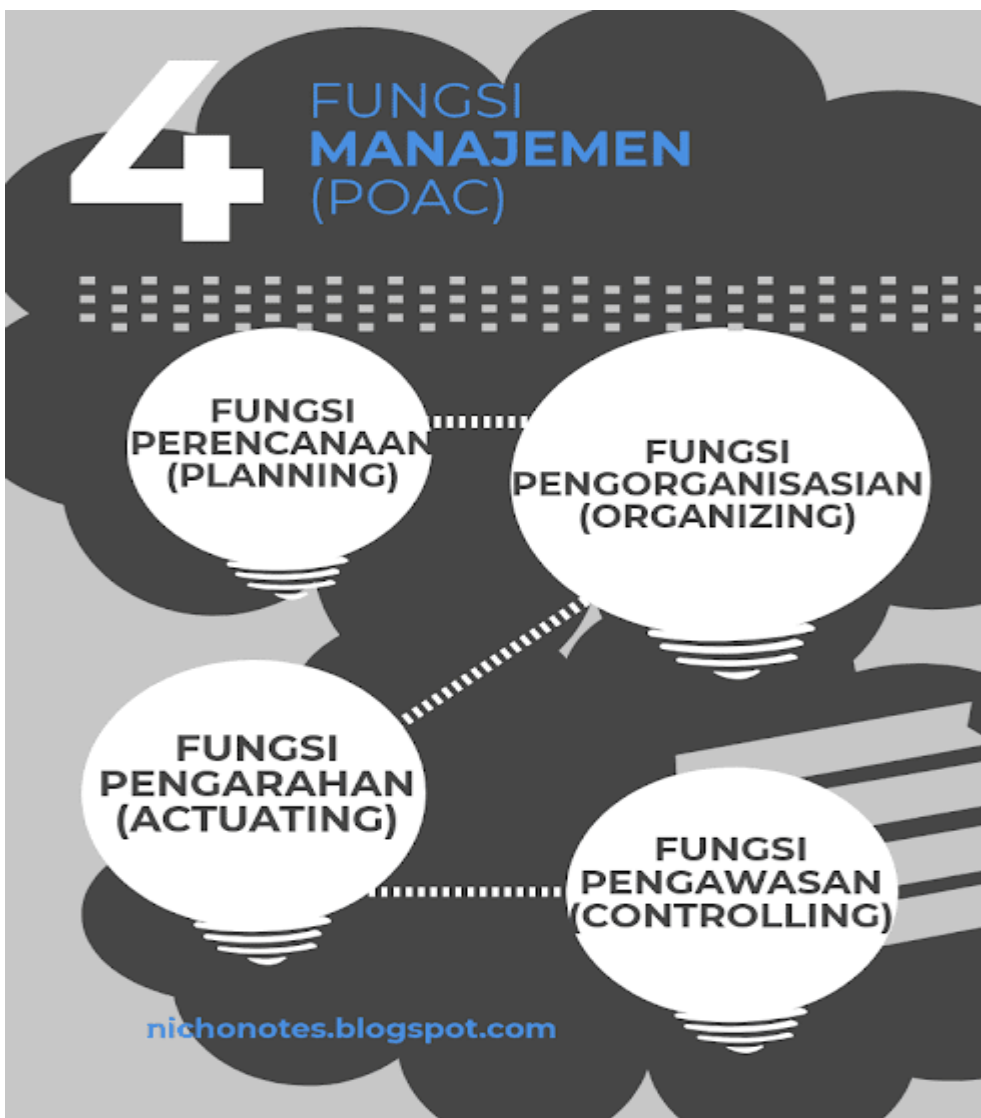 4
FUNGSI
MANAJEMEN
(POAC)
FUNGSI
PERENCANAAN
(PLANNING)
FUNGSI
PENGORGANISASIAN
(ORGANIZING)
FUNGSI
PENGARAHAN
(ACTUATING)
FUNGSI
PENGAWASAN
(CONTROLLING)
nichonotes.blogspot.com